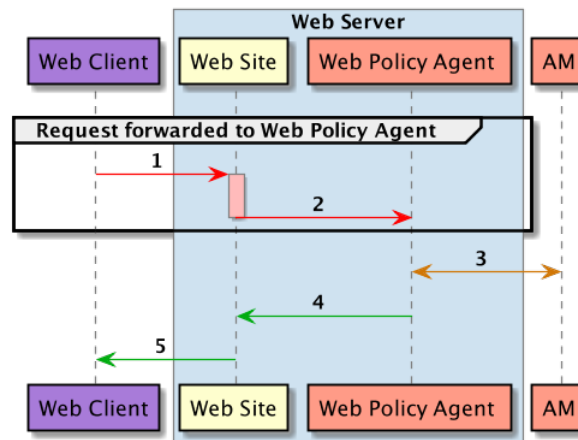 Web Server
Web Client
Web Site
Web Policy Agent
AM
Request forwarded to Web Policy Agent
1
2
3
4
5
Web Client
Web Site
Web Policy Agent
AM